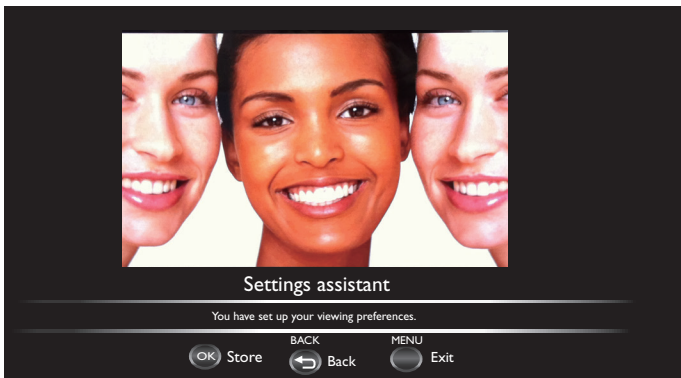 Settings assistant
You have set up your viewing preferences.
BACK MENU
OK Store Back Exit